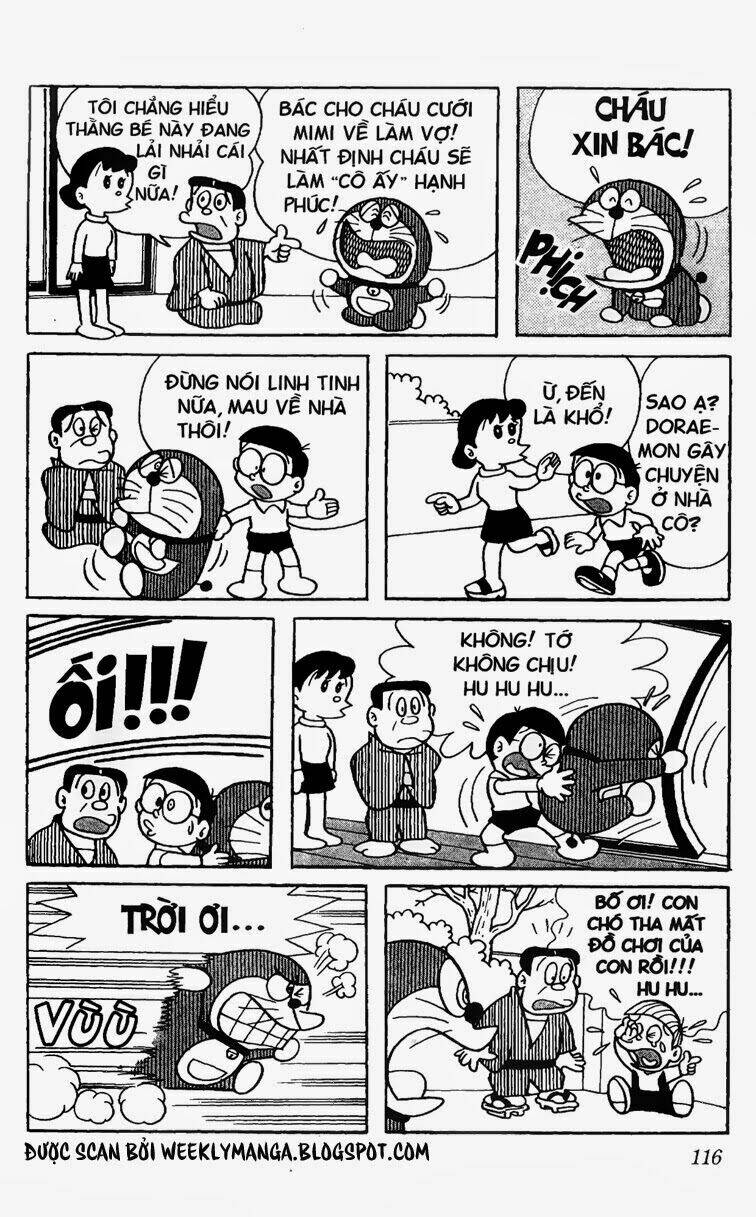 CHÁU
XIN BÁC!
PHỊCH
BÁC CHO CHÁU CƯỚI
MIMI VỀ LÀM VỢ!
NHẤT ĐỊNH CHÁU SẼ
LÀM "CÔ ẤY" HẠNH
PHÚC!
TÔI CHẲNG HIỂU
THẰNG BÉ NÀY ĐANG
LẢI NHẢI CÁI
GÌ
NỮA!
SAO Ạ?
DORAE-
MON GÂY
CHUYỆN
Ở NHÀ
CÔ?
Ừ, ĐẾN
LÀ KHỔ!
ĐỪNG NÓI LINH TINH
NỮA, MAU VỀ NHÀ
THÔI!
KHÔNG! TỚ
KHÔNG CHỊU!
HU HU HU...
ỐI!!!
BỐ ƠI! CON
CHÓ THA MẤT
ĐỒ CHƠI CỦA
CON RỒI!!!
HU HU...
TRỜI ƠI...
VÙÙ
ĐƯỢC SCAN BỞI WEEKLYMANGA.BLOGSPOT.COM
116